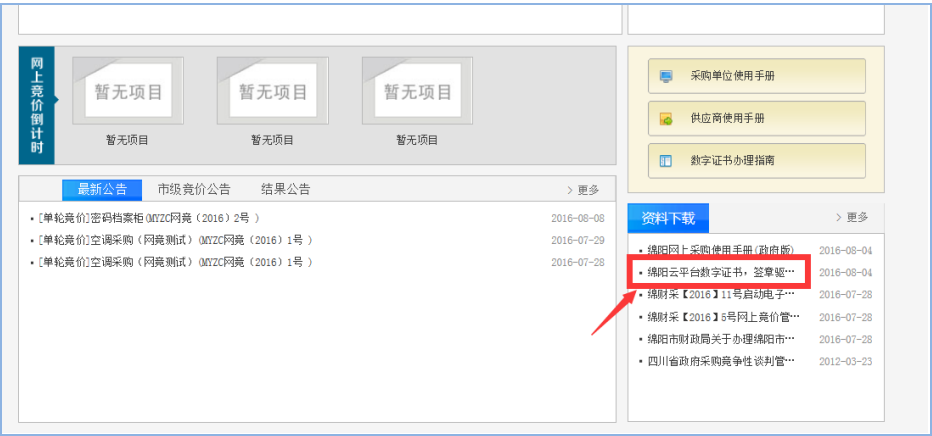 网上竞价倒计时
暂无项目
暂无项目
暂无项目
暂无项目
暂无项目
暂无项目
采购单位使用手册
供应商使用手册
数字证书办理指南
最新公告 市级竞价公告 结果公告 > 更多
• [单轮竞价]密码档案柜(MYZC网竞（2016）2号 ) 2016-08-08
• [单轮竞价]空调采购（网竞测试）(MYZC网竞（2016）1号 ) 2016-07-29
• [单轮竞价]空调采购（网竞测试）(MYZC网竞（2016）1号 ) 2016-07-28
资料下载 > 更多
• 绵阳网上采购使用手册(政府版) 2016-08-04
• 绵阳云平台数字证书，签章驱… 2016-08-04
• 绵财采【2016】11号启动电子… 2016-07-28
• 绵财采【2016】5号网上竞价管… 2016-07-28
• 绵阳市财政局关于办理绵阳市… 2016-07-28
• 四川省政府采购竞争性谈判管… 2012-03-23